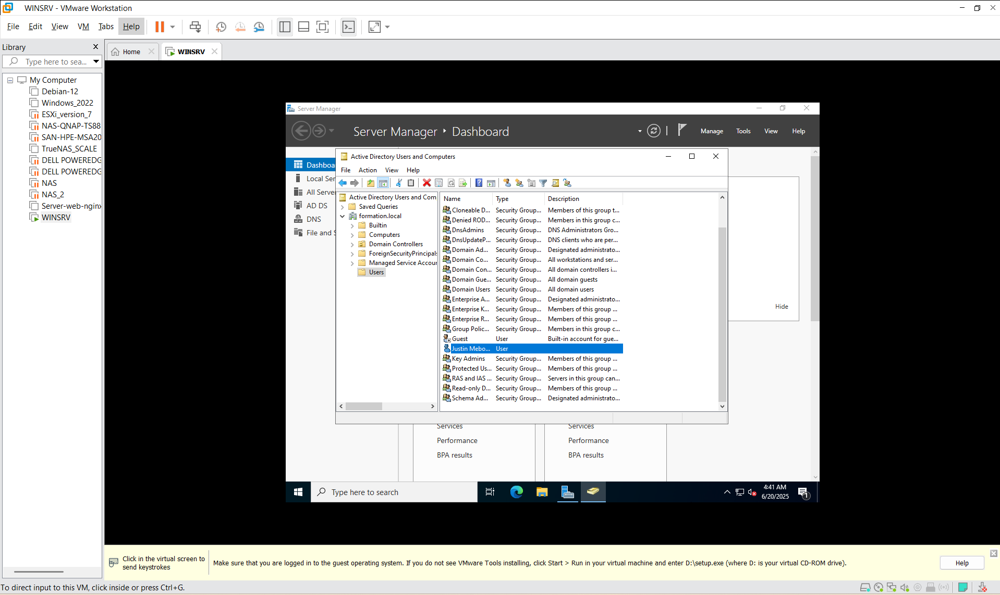 WINSRV - VMware Workstation
File Edit View VM Tabs Help
Library
Type here to sea...
Home
WINSRV
My Computer
Debian-12
Windows_2022
ESXi_version_7
NAS-QNAP-TS88
SAN-HPE-MSA20
TrueNAS_SCALE
DELL POWEREDG
DELL POWEREDG
NAS
NAS_2
Server-web-nginx
WINSRV
Server Manager
Server Manager ‣ Dashboard
Manage Tools View Help
Dashboa
Local Ser
All Server
AD DS
DNS
File and S
Active Directory Users and Computers
File Action View Help
Active Directory Users and Com
Saved Queries
formation.local
Builtin
Computers
Domain Controllers
ForeignSecurityPrincipals
Managed Service Accoun
Users
Name Type Description
Cloneable D... Security Group... Members of this group t...
Denied ROD... Security Group... Members in this group c...
DnsAdmins Security Group... DNS Administrators Gro...
DnsUpdateP... Security Group... DNS clients who are per...
Domain Ad... Security Group... Designated administrato...
Domain Co... Security Group... All workstations and ser...
Domain Con... Security Group... All domain controllers i...
Domain Gue... Security Group... All domain guests
Domain Users Security Group... All domain users
Enterprise A... Security Group... Designated administrato...
Enterprise K... Security Group... Members of this group ...
Enterprise R... Security Group... Members of this group ...
Group Polic... Security Group... Members in this group c...
Guest User Built-in account for gue...
Justin Mebo... User
Key Admins Security Group... Members of this group ...
Protected Us... Security Group... Members of this group ...
RAS and IAS ... Security Group... Servers in this group can...
Read-only D... Security Group... Members of this group ...
Schema Ad... Security Group... Designated administrato...
Hide
Services
Performance
BPA results
Services
Performance
BPA results
Type here to search
4:41 AM
6/20/2025
1
Click in the virtual screen to
send keystrokes
Make sure that you are logged in to the guest operating system. If you do not see VMware Tools installing, click Start > Run in your virtual machine and enter D:\setup.exe (where D: is your virtual CD-ROM drive).
Help
To direct input to this VM, click inside or press Ctrl+G.